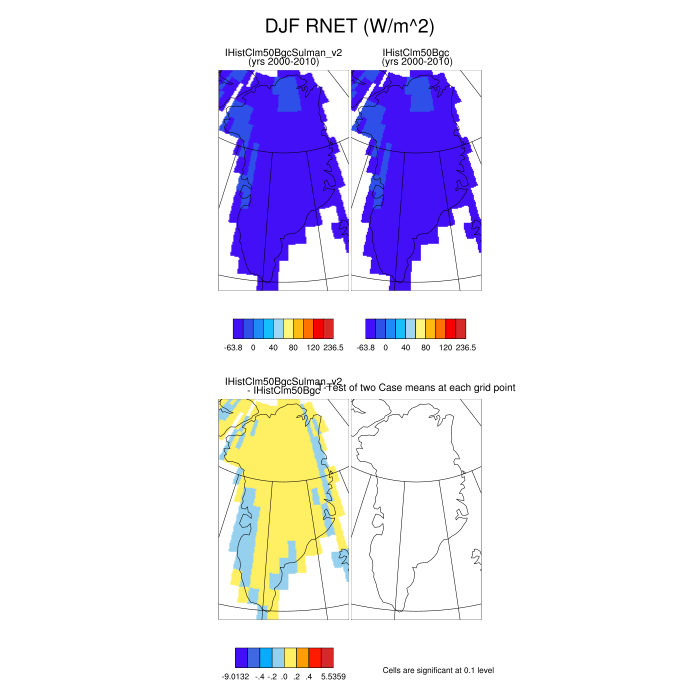 DJF RNET (W/m^2)
IHistClm50BgcSulman_v2
(yrs 2000-2010)
IHistClm50Bgc
(yrs 2000-2010)
-63.8 0 40 80 120 236.5
-63.8 0 40 80 120 236.5
IHistClm50BgcSulman_v2
- IHistClm50Bgc
-Test of two Case means at each grid point
-9.0132 -.4 -.2 .0 .2 .4 5.5359
Cells are significant at 0.1 level